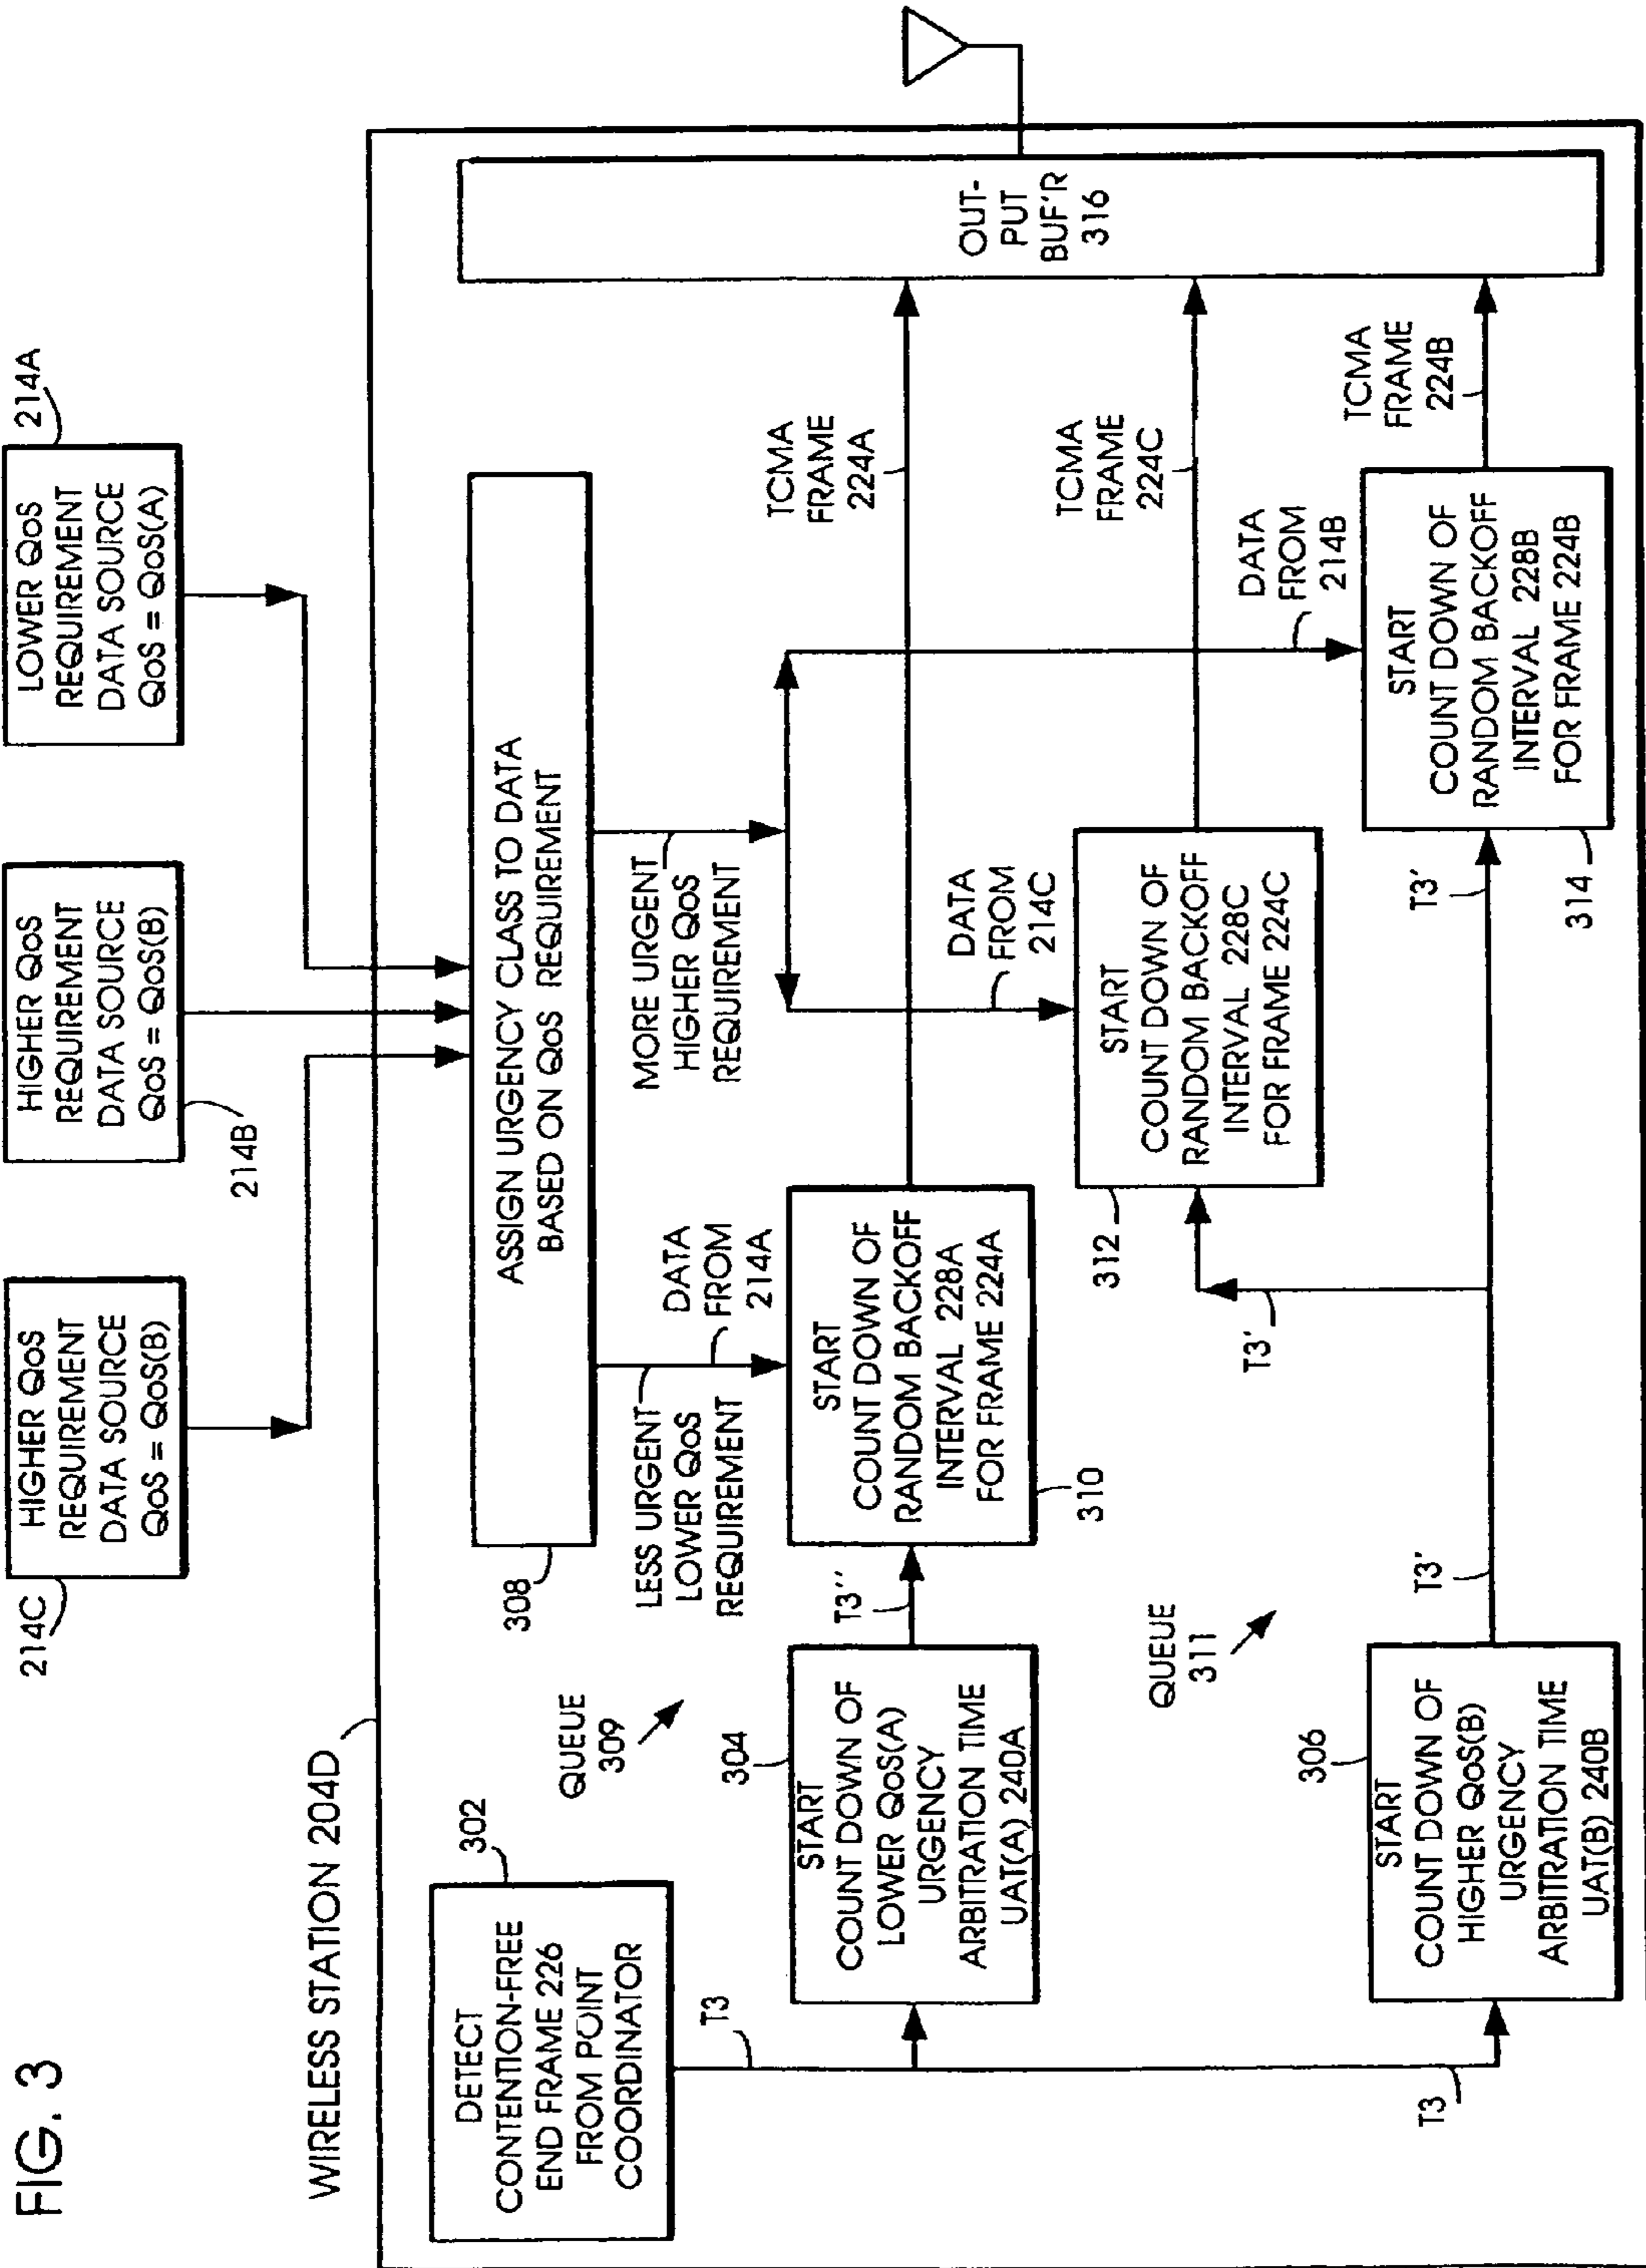 FIG. 3
214C
HIGHER QoS
REQUIREMENT
DATA SOURCE
QoS = QoS(B)
HIGHER QoS
REQUIREMENT
DATA SOURCE
QoS = QoS(B)
214B
LOWER QoS
REQUIREMENT
DATA SOURCE
QoS = QoS(A)
214A
WIRELESS STATION 204D
302
DETECT
CONTENTION-FREE
END FRAME 226
FROM POINT
COORDINATOR
308
ASSIGN URGENCY CLASS TO DATA
BASED ON QoS REQUIREMENT
QUEUE
309
LESS URGENT
LOWER QoS
REQUIREMENT
DATA
FROM
214A
MORE URGENT
HIGHER QoS
REQUIREMENT
T3
304
START
COUNT DOWN OF
LOWER QoS(A)
URGENCY
ARBITRATION TIME
UAT(A) 240A
T3''
START
COUNT DOWN OF
RANDOM BACKOFF
INTERVAL 228A
FOR FRAME 224A
310
TCMA
FRAME
224A
OUT-
PUT
BUF'R
316
DATA
FROM
214C
QUEUE
311
312
START
COUNT DOWN OF
RANDOM BACKOFF
INTERVAL 228C
FOR FRAME 224C
TCMA
FRAME
224C
T3'
DATA
FROM
214B
306
START
COUNT DOWN OF
HIGHER QoS(B)
URGENCY
ARBITRATION TIME
UAT(B) 240B
T3
T3'
T3'
START
COUNT DOWN OF
RANDOM BACKOFF
INTERVAL 228B
FOR FRAME 224B
314
TCMA
FRAME
224B